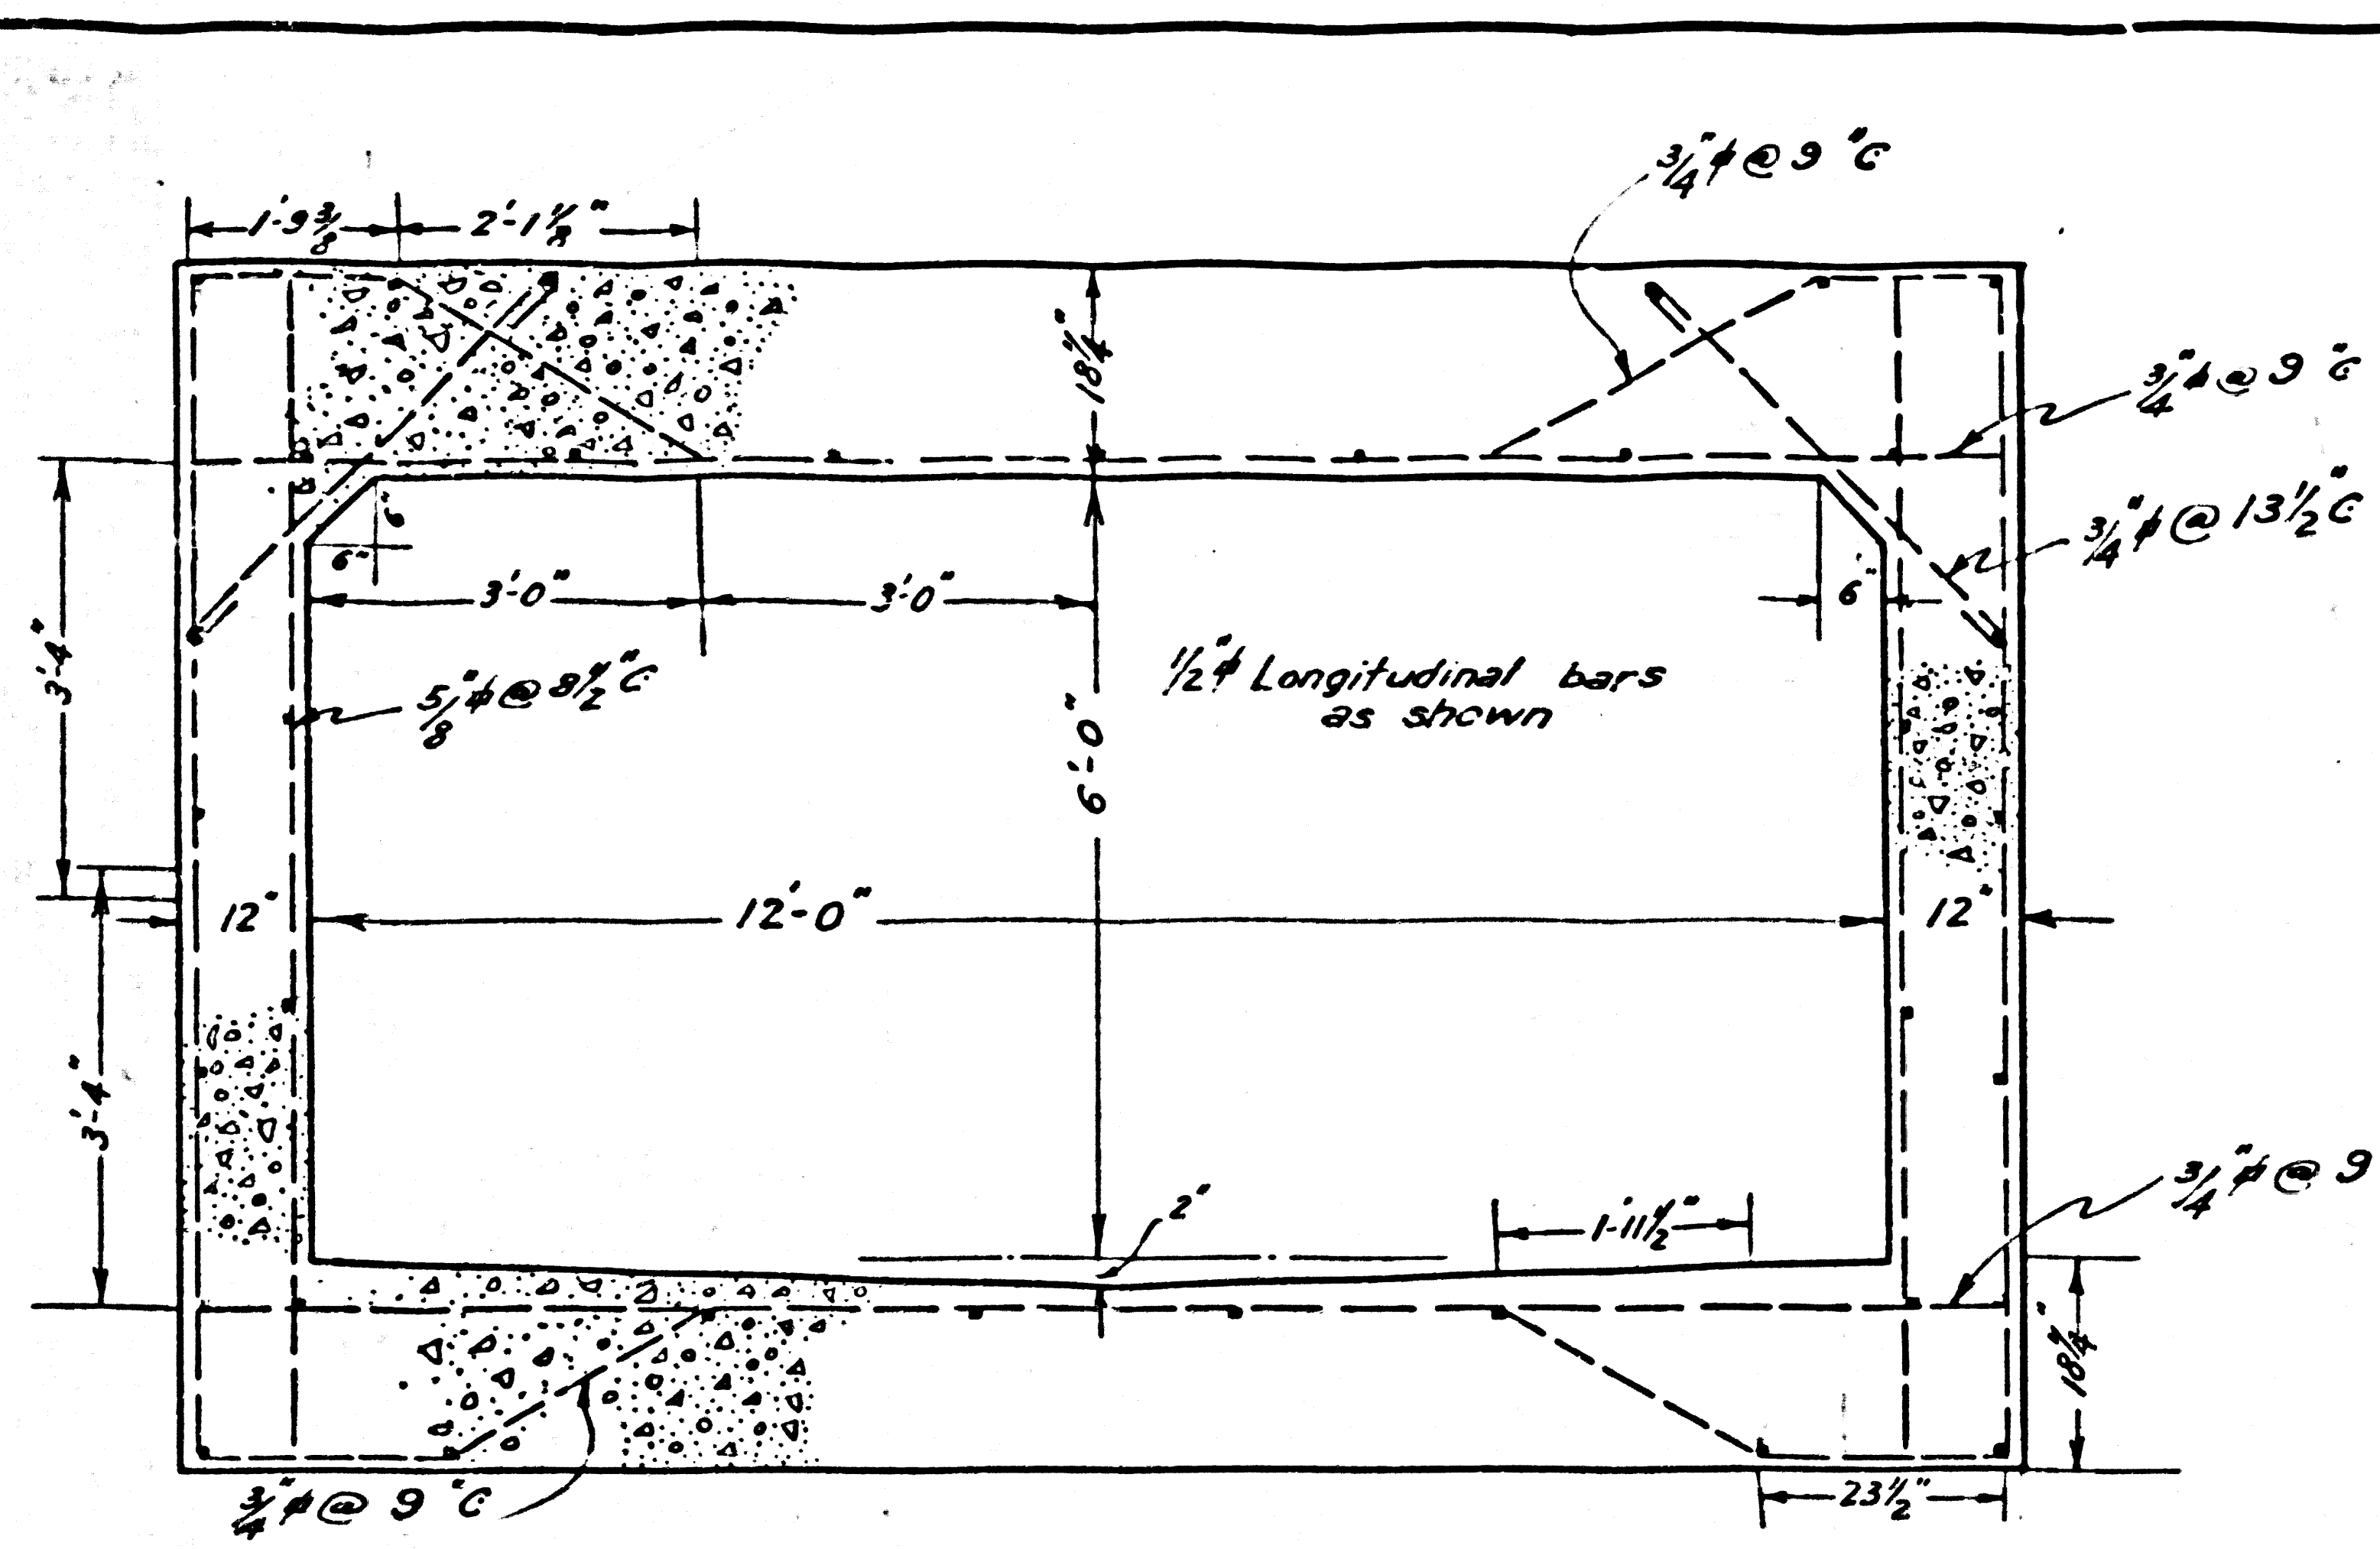 3/4"⌀ @ 9 "C
1'-9 3/8
2'-1 1/8"
18 1/4"
3/4"⌀ @ 9 "C
6"
6"
3/4"⌀ @ 13 1/2 C
3'-0"
3'-0"
6"
3'-4"
5/8"⌀ @ 8 1/2"C
1/2"⌀ Longitudinal bars
as shown
6'-0"
12"
12'-0"
12"
3'-4"
3/4"⌀ @ 9
2"
1'-11 1/2"
18 1/4"
3/4"⌀ @ 9 "C
23 1/2"